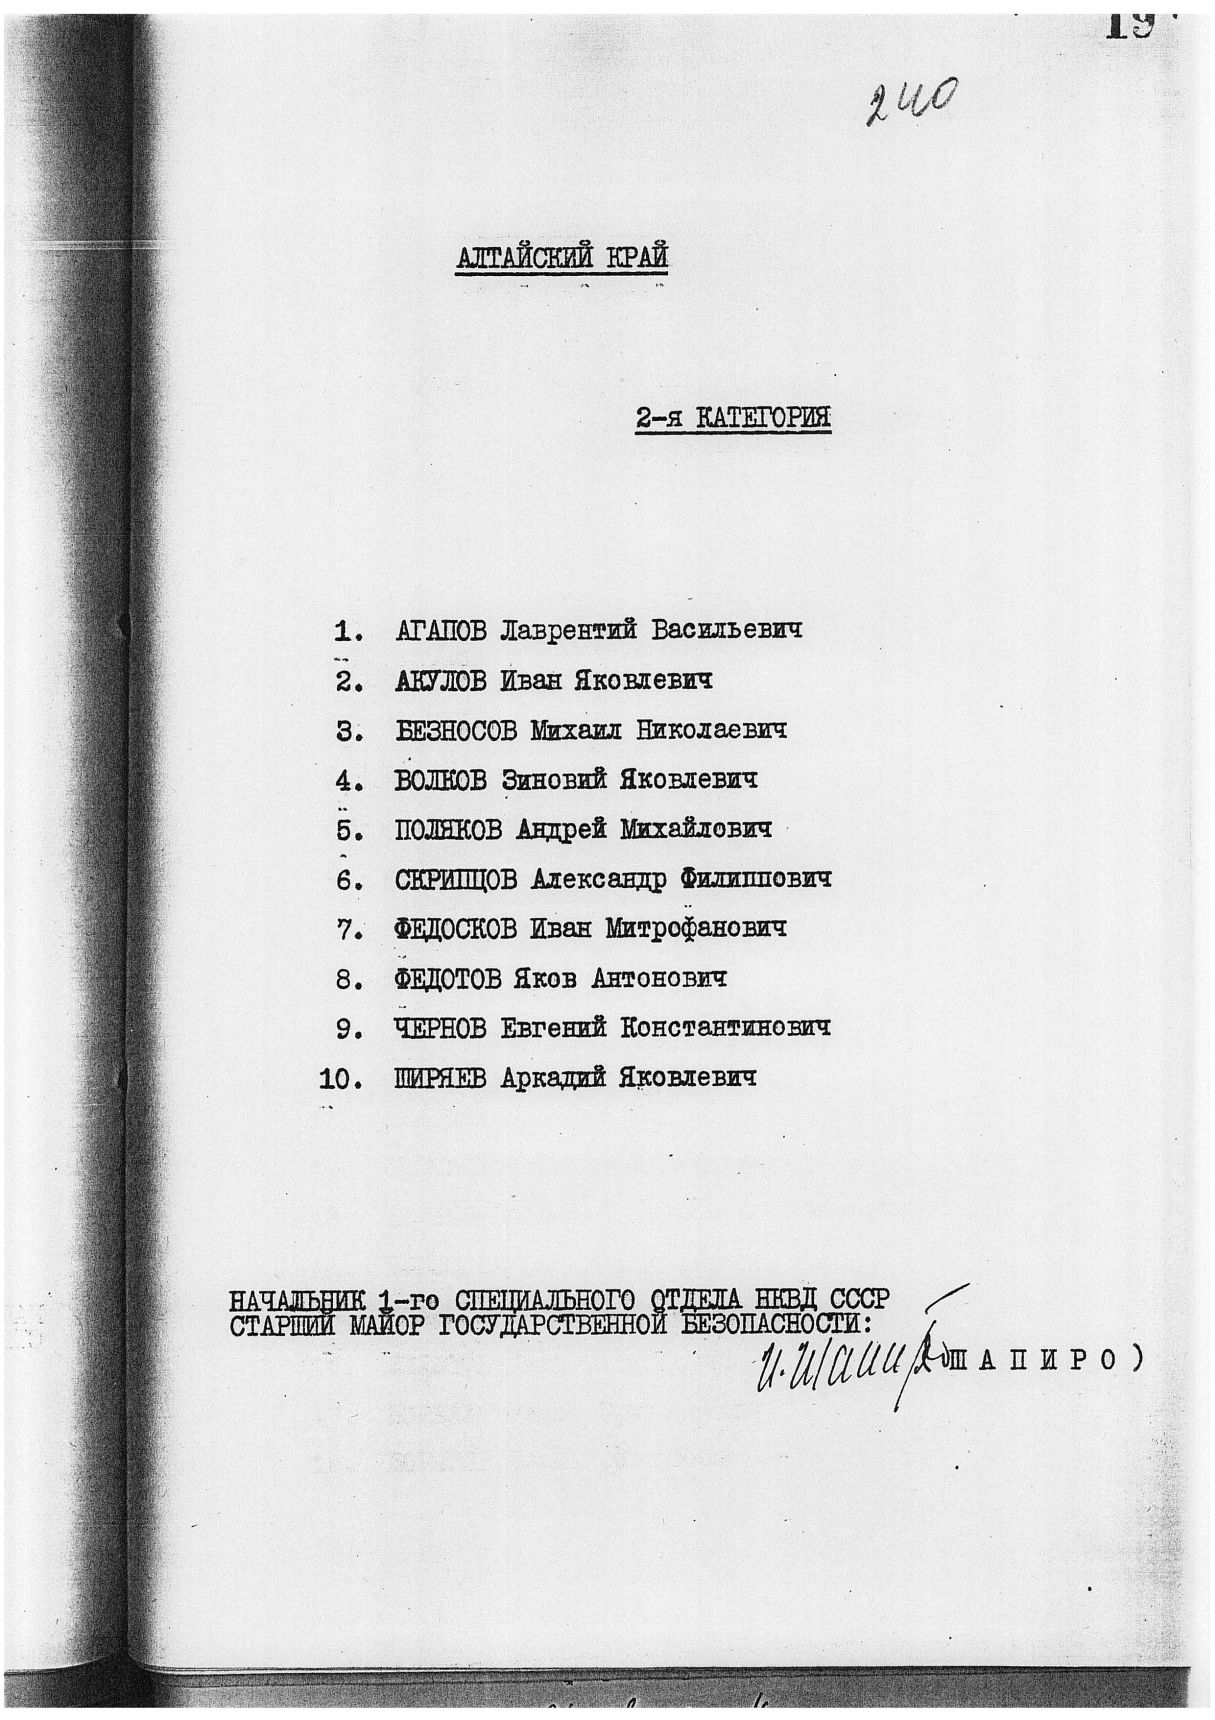 19
240
АЛТАЙСКИЙ КРАЙ
2-я КАТЕГОРИЯ
1. АГАПОВ Лаврентий Васильевич
2. АКУЛОВ Иван Яковлевич
3. БЕЗНОСОВ Михаил Николаевич
4. ВОЛКОВ Зиновий Яковлевич
5. ПОЛЯКОВ Андрей Михайлович
6. СКРИПЦОВ Александр Филиппович
7. ФЕДОСКОВ Иван Митрофанович
8. ФЕДОТОВ Яков Антонович
9. ЧЕРНОВ Евгений Константинович
10. ШИРЯЕВ Аркадий Яковлевич
НАЧАЛЬНИК 1-го СПЕЦИАЛЬНОГО ОТДЕЛА НКВД СССР
СТАРШИЙ МАЙОР ГОСУДАРСТВЕННОЙ БЕЗОПАСНОСТИ:
И. Шапиро (ШАПИРО)